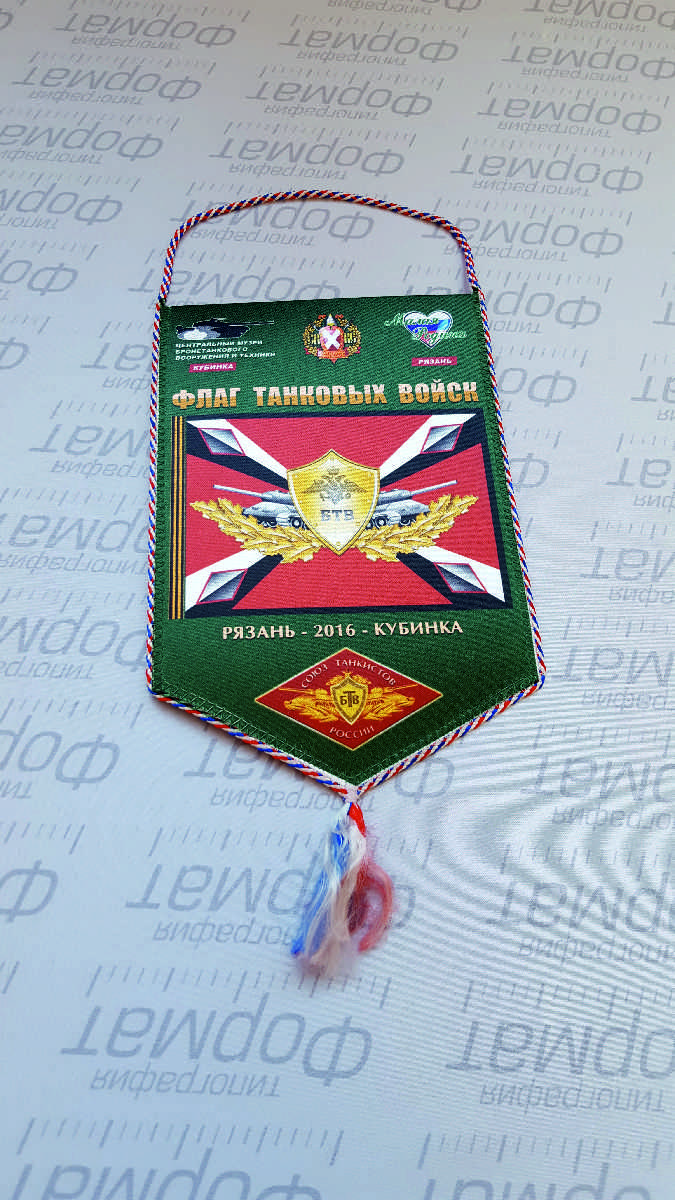 ЦЕНТРАЛЬНЫЙ МУЗЕЙ
БРОНЕТАНКОВОГО
ВООРУЖЕНИЯ И ТЕХНИКИ
КУБИНКА
РЯЗАНЬ
ФЛАГ ТАНКОВЫХ ВОЙСК
БТВ
РЯЗАНЬ - 2016 - КУБИНКА
СОЮЗ ТАНКИСТОВ
БТВ
РОССИИ
Формат
типография